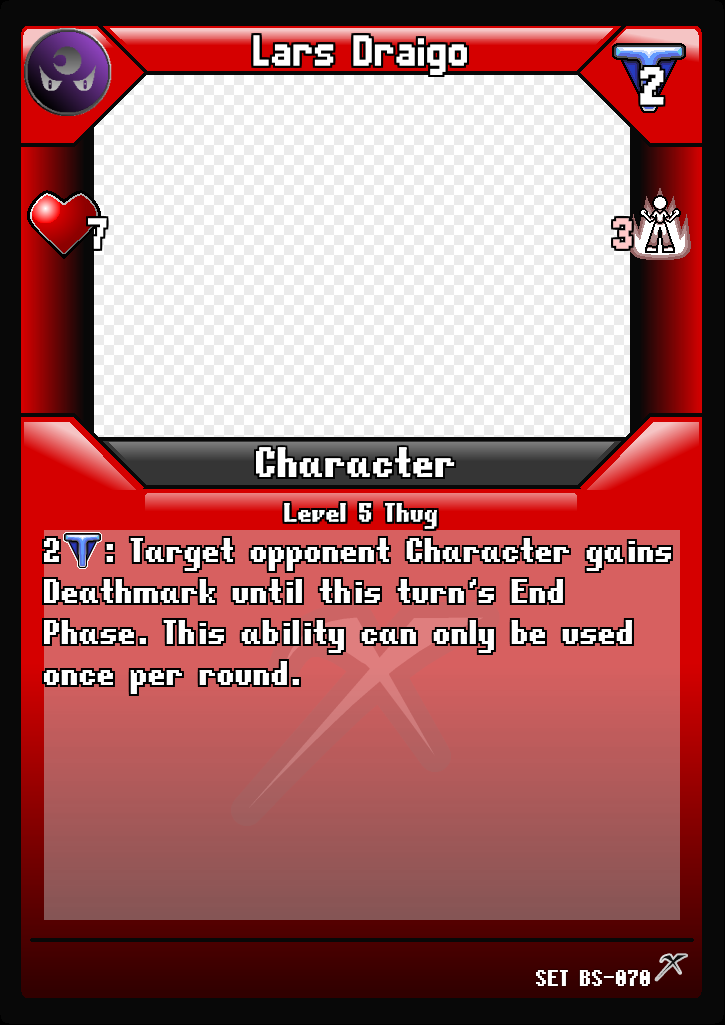 Lars Draigo
2
7
3
Character
Level 5 Thug
2T: Target opponent Character gains
Deathmark until this turn's End
Phase. This ability can only be used
once per round.
SET BS-070